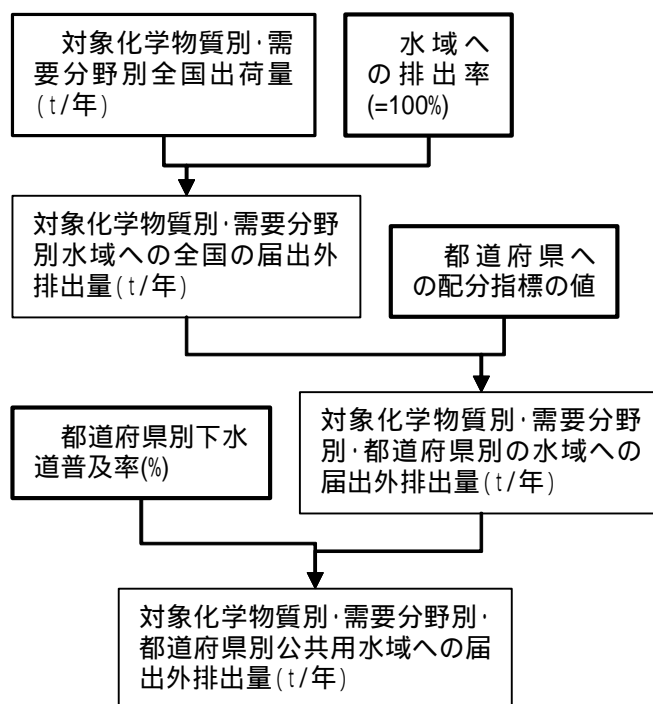 対象化学物質別·需
要分野別全国出荷量
(t/年)
水域へ
の排出率
(=100%)
対象化学物質別·需要分野
別水域への全国の届出外
排出量(t/年)
都道府県へ
の配分指標の値
都道府県別下水
道普及率(%)
対象化学物質別·需要分野
別·都道府県別の水域への
届出外排出量(t/年)
対象化学物質別·需要分野別·
都道府県別公共用水域への届
出外排出量(t/年)